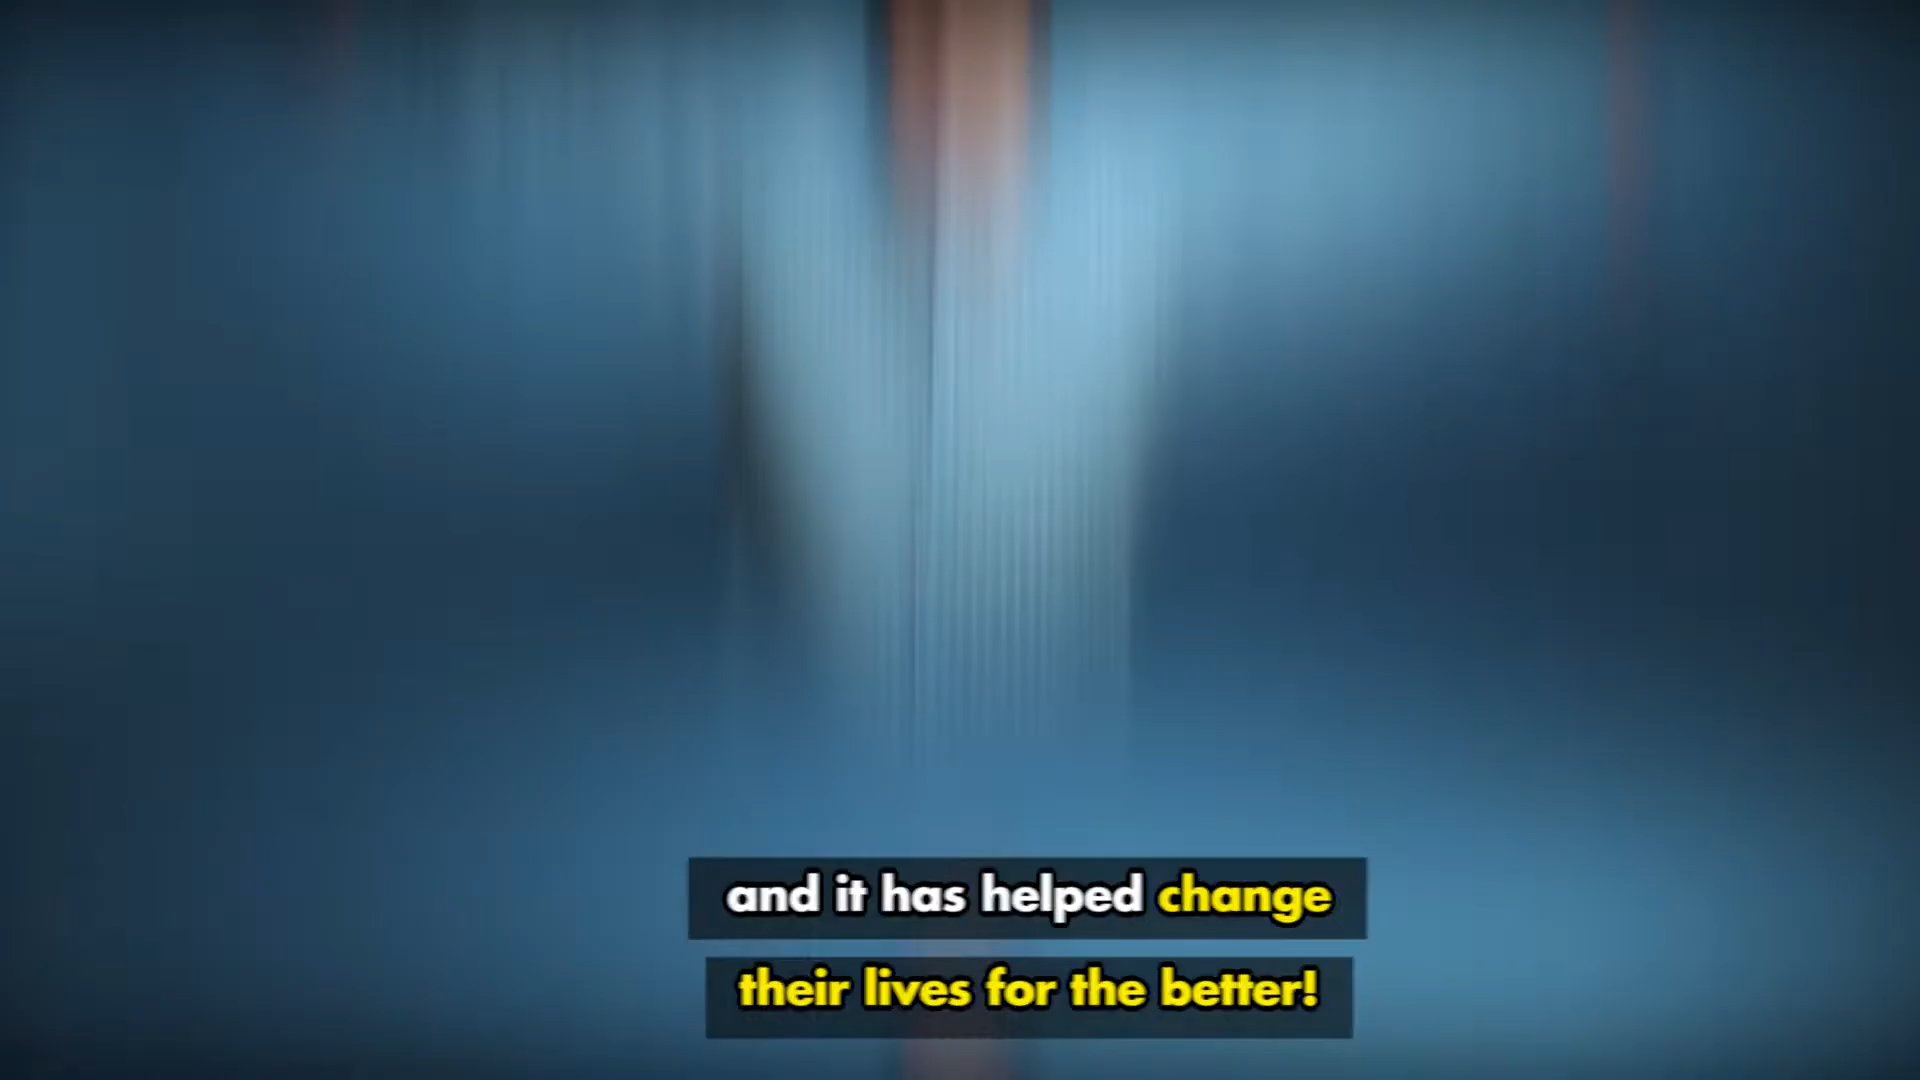 and it has helped change
their lives for the better!